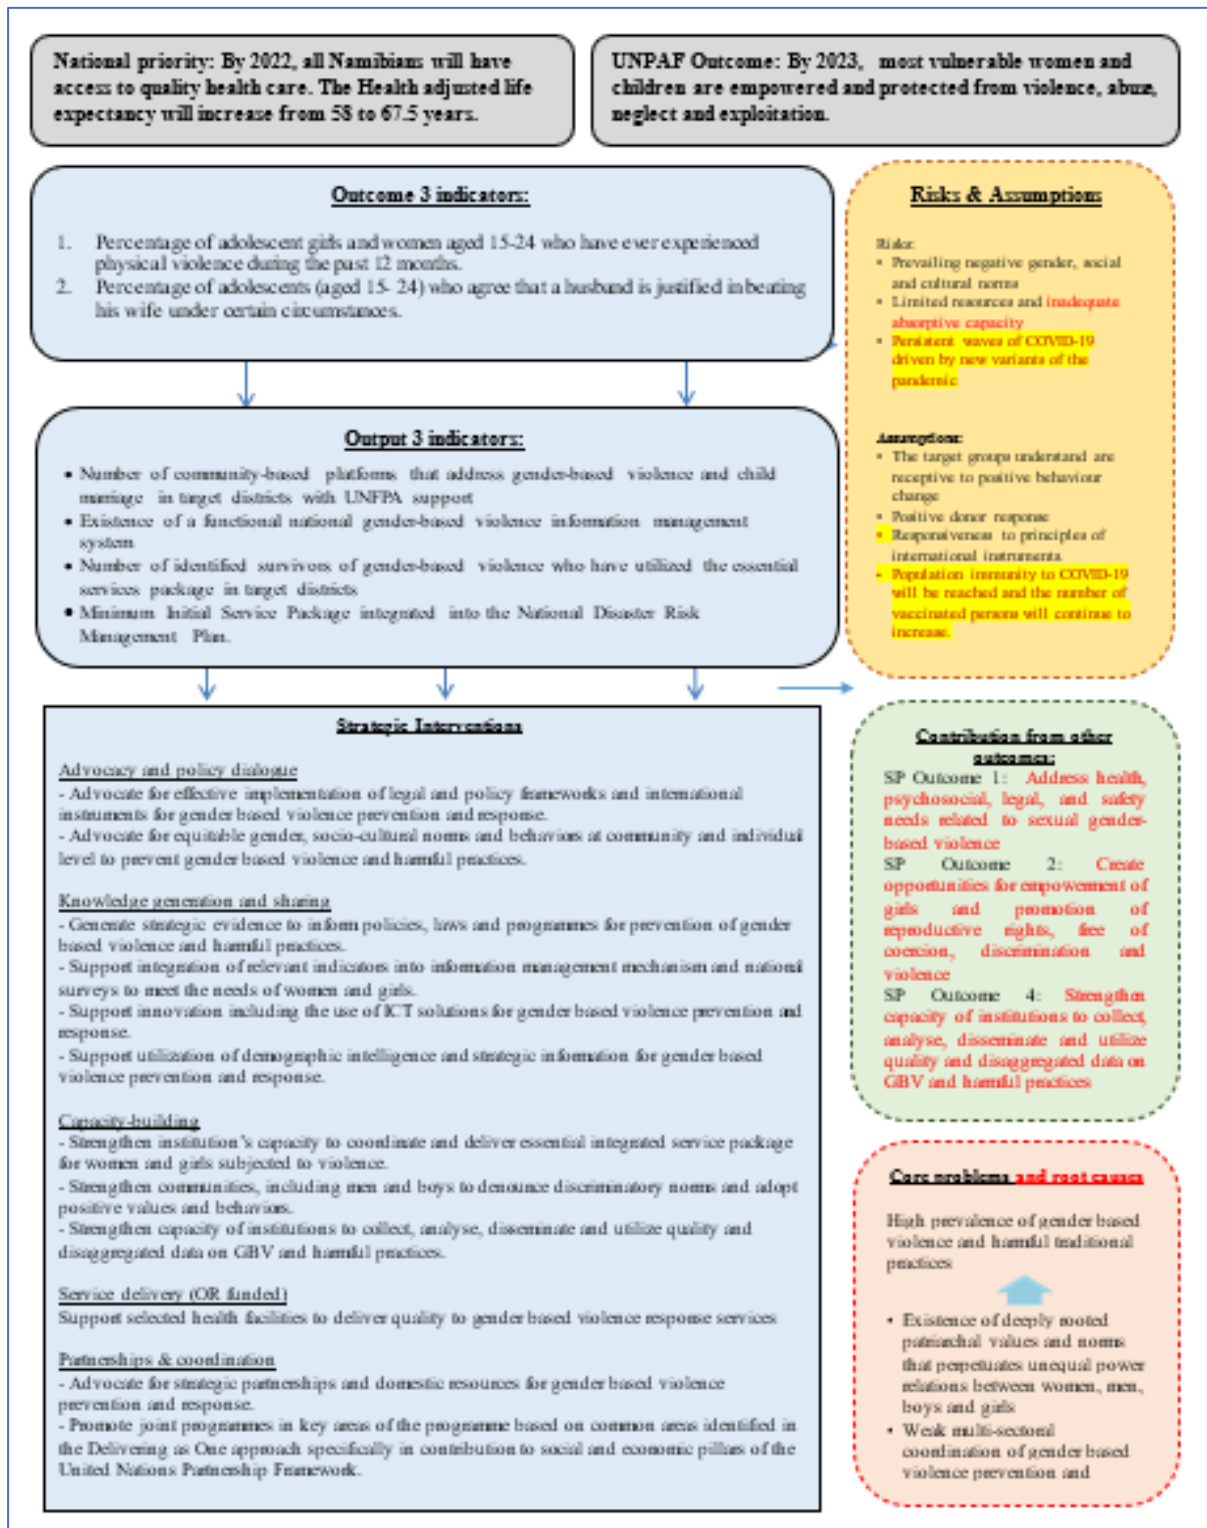 National priority: By 2022, all Namibians will have
access to quality health care. The Health adjusted life
expectancy will increase from 58 to 67.5 years.
UNPAF Outcome: By 2023, most vulnerable women and
children are empowered and protected from violence, abuse,
neglect and exploitation.
Outcome 3 indicators:
1. Percentage of adolescent girls and women aged 15-24 who have ever experienced
physical violence during the past 12 months.
2. Percentage of adolescents (aged 15- 24) who agree that a husband is justified in beating
his wife under certain circumstances.
Output 3 indicators:
• Number of community-based platforms that address gender-based violence and child
marriage in target districts with UNFPA support
• Existence of a functional national gender-based violence information management
system
• Number of identified survivors of gender-based violence who have utilized the essential
services package in target districts
• Minimum Initial Service Package integrated into the National Disaster Risk
Management Plan.
Strategic Interventions
Advocacy and policy dialogue
- Advocate for effective implementation of legal and policy frameworks and international
instruments for gender based violence prevention and response.
- Advocate for equitable gender, socio-cultural norms and behaviors at community and individual
level to prevent gender based violence and harmful practices.
Knowledge generation and sharing
- Generate strategic evidence to inform policies, laws and programmes for prevention of gender
based violence and harmful practices.
- Support integration of relevant indicators into information management mechanism and national
surveys to meet the needs of women and girls.
- Support innovation including the use of ICT solutions for gender based violence prevention and
response.
- Support utilization of demographic intelligence and strategic information for gender based
violence prevention and response.
Capacity-building
- Strengthen institution's capacity to coordinate and deliver essential integrated service package
for women and girls subjected to violence.
- Strengthen communities, including men and boys to denounce discriminatory norms and adopt
positive values and behaviors.
- Strengthen capacity of institutions to collect, analyse, disseminate and utilize quality and
disaggregated data on GBV and harmful practices.
Service delivery (OR funded)
Support selected health facilities to deliver quality to gender based violence response services
Partnerships & coordination
- Advocate for strategic partnerships and domestic resources for gender based violence
prevention and response.
- Promote joint programmes in key areas of the programme based on common areas identified in
the Delivering as One approach specifically in contribution to social and economic pillars of the
United Nations Partnership Framework.
Risks & Assumptions
Risks:
• Prevailing negative gender, social
and cultural norms
• Limited resources and inadequate
absorptive capacity
• Persistent waves of COVID-19
driven by new variants of the
pandemic
Assumptions:
• The target groups understand are
receptive to positive behaviour
change
• Positive donor response
• Responsiveness to principles of
international instruments.
• Population immunity to COVID-19
will be reached and the number of
vaccinated persons will continue to
increase.
Contribution from other
outcomes:
SP Outcome 1: Address health,
psychosocial, legal, and safety
needs related to sexual gender-
based violence
SP Outcome 2: Create
opportunities for empowerment of
girls and promotion of
reproductive rights, free of
coercion, discrimination and
violence
SP Outcome 4: Strengthen
capacity of institutions to collect,
analyse, disseminate and utilize
quality and disaggregated data on
GBV and harmful practices
Core problems and root causes
High prevalence of gender based
violence and harmful traditional
practices
• Existence of deeply rooted
patriarchal values and norms
that perpetuates unequal power
relations between women, men,
boys and girls
• Weak multi-sectoral
coordination of gender based
violence prevention and